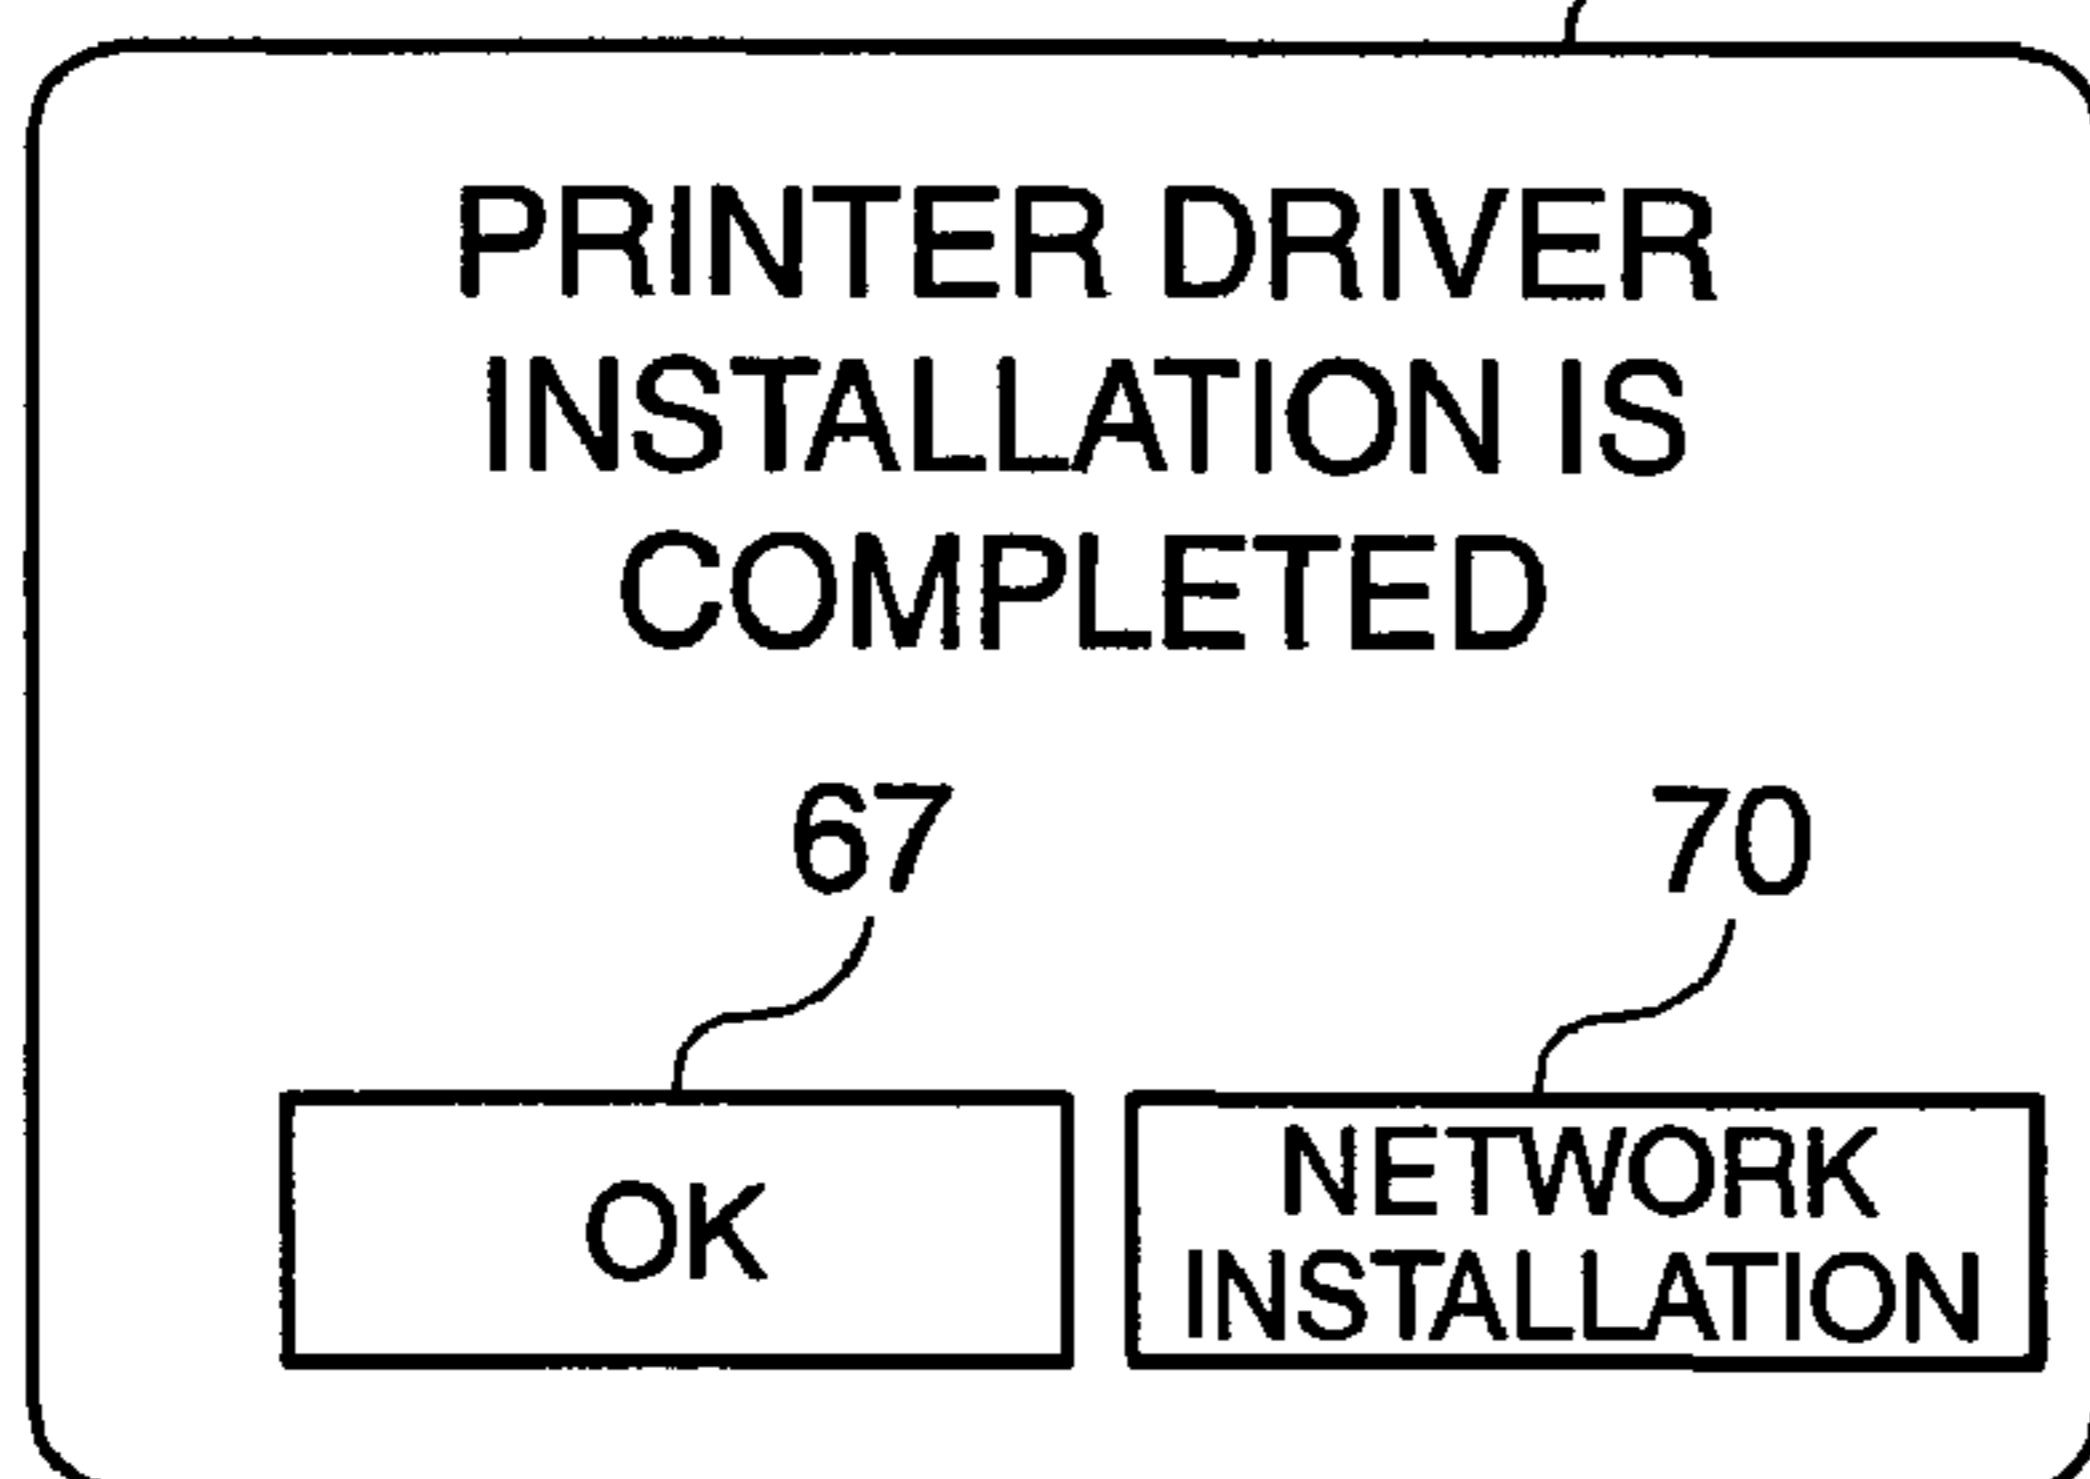 PRINTER DRIVER
INSTALLATION IS
COMPLETED
67
70
OK
NETWORK
INSTALLATION